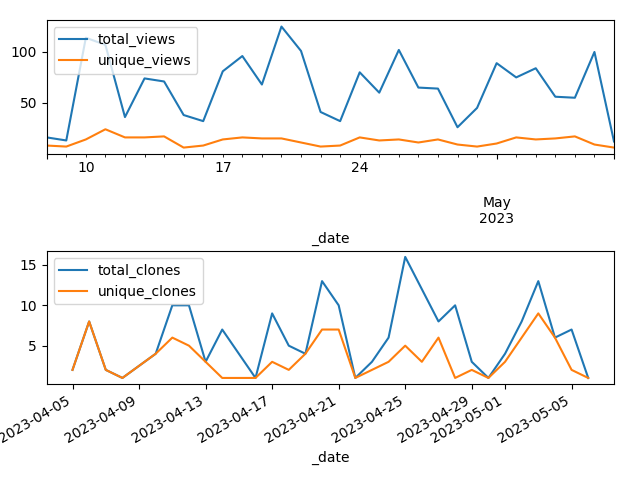 total_views
unique_views
100
50
10
17
24
May
2023
_date
total_clones
unique_clones
15
10
5
2023-04-05
2023-04-09
2023-04-13
2023-04-17
2023-04-21
2023-04-25
2023-04-29
2023-05-01
2023-05-05
_date